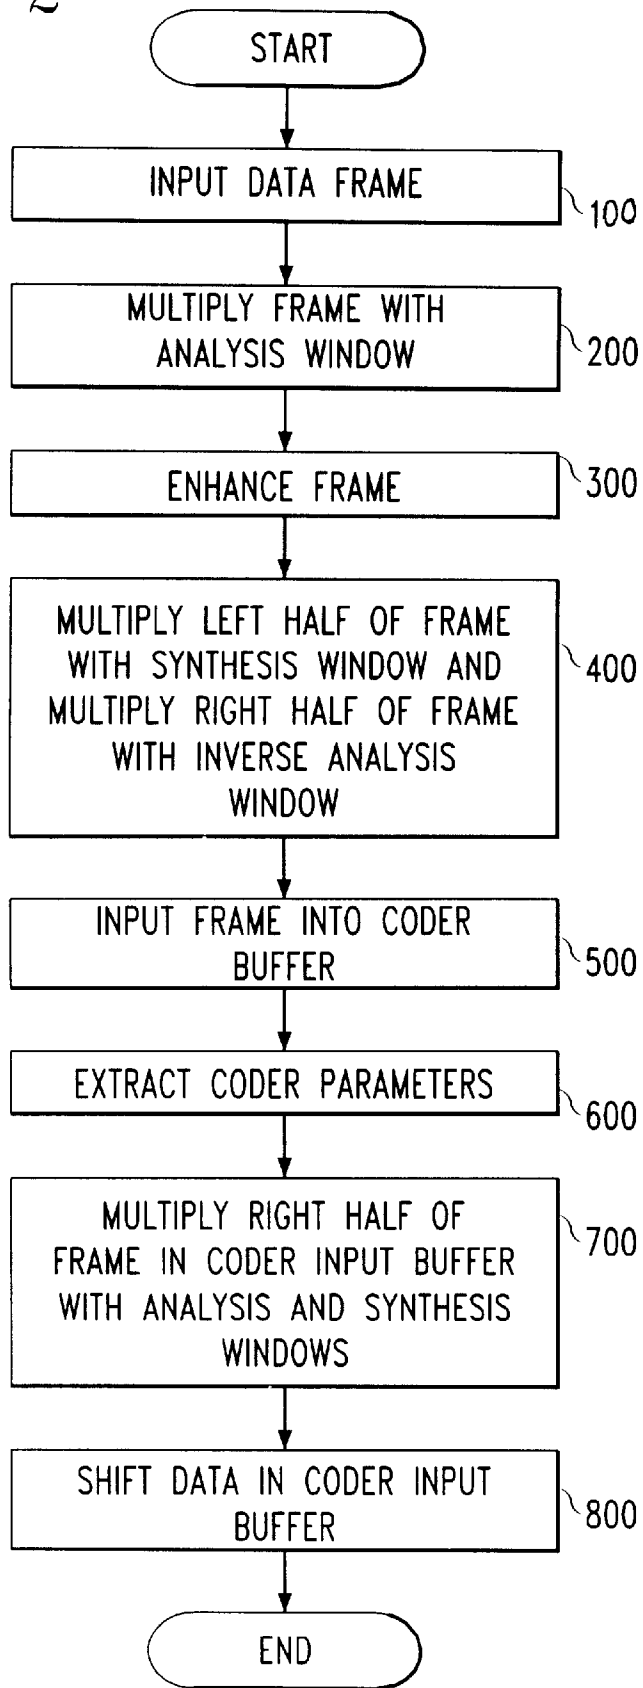 2
START
INPUT DATA FRAME
100
MULTIPLY FRAME WITH
ANALYSIS WINDOW
200
ENHANCE FRAME
300
MULTIPLY LEFT HALF OF FRAME
WITH SYNTHESIS WINDOW AND
MULTIPLY RIGHT HALF OF FRAME
WITH INVERSE ANALYSIS
WINDOW
400
INPUT FRAME INTO CODER
BUFFER
500
EXTRACT CODER PARAMETERS
600
MULTIPLY RIGHT HALF OF
FRAME IN CODER INPUT BUFFER
WITH ANALYSIS AND SYNTHESIS
WINDOWS
700
SHIFT DATA IN CODER INPUT
BUFFER
800
END